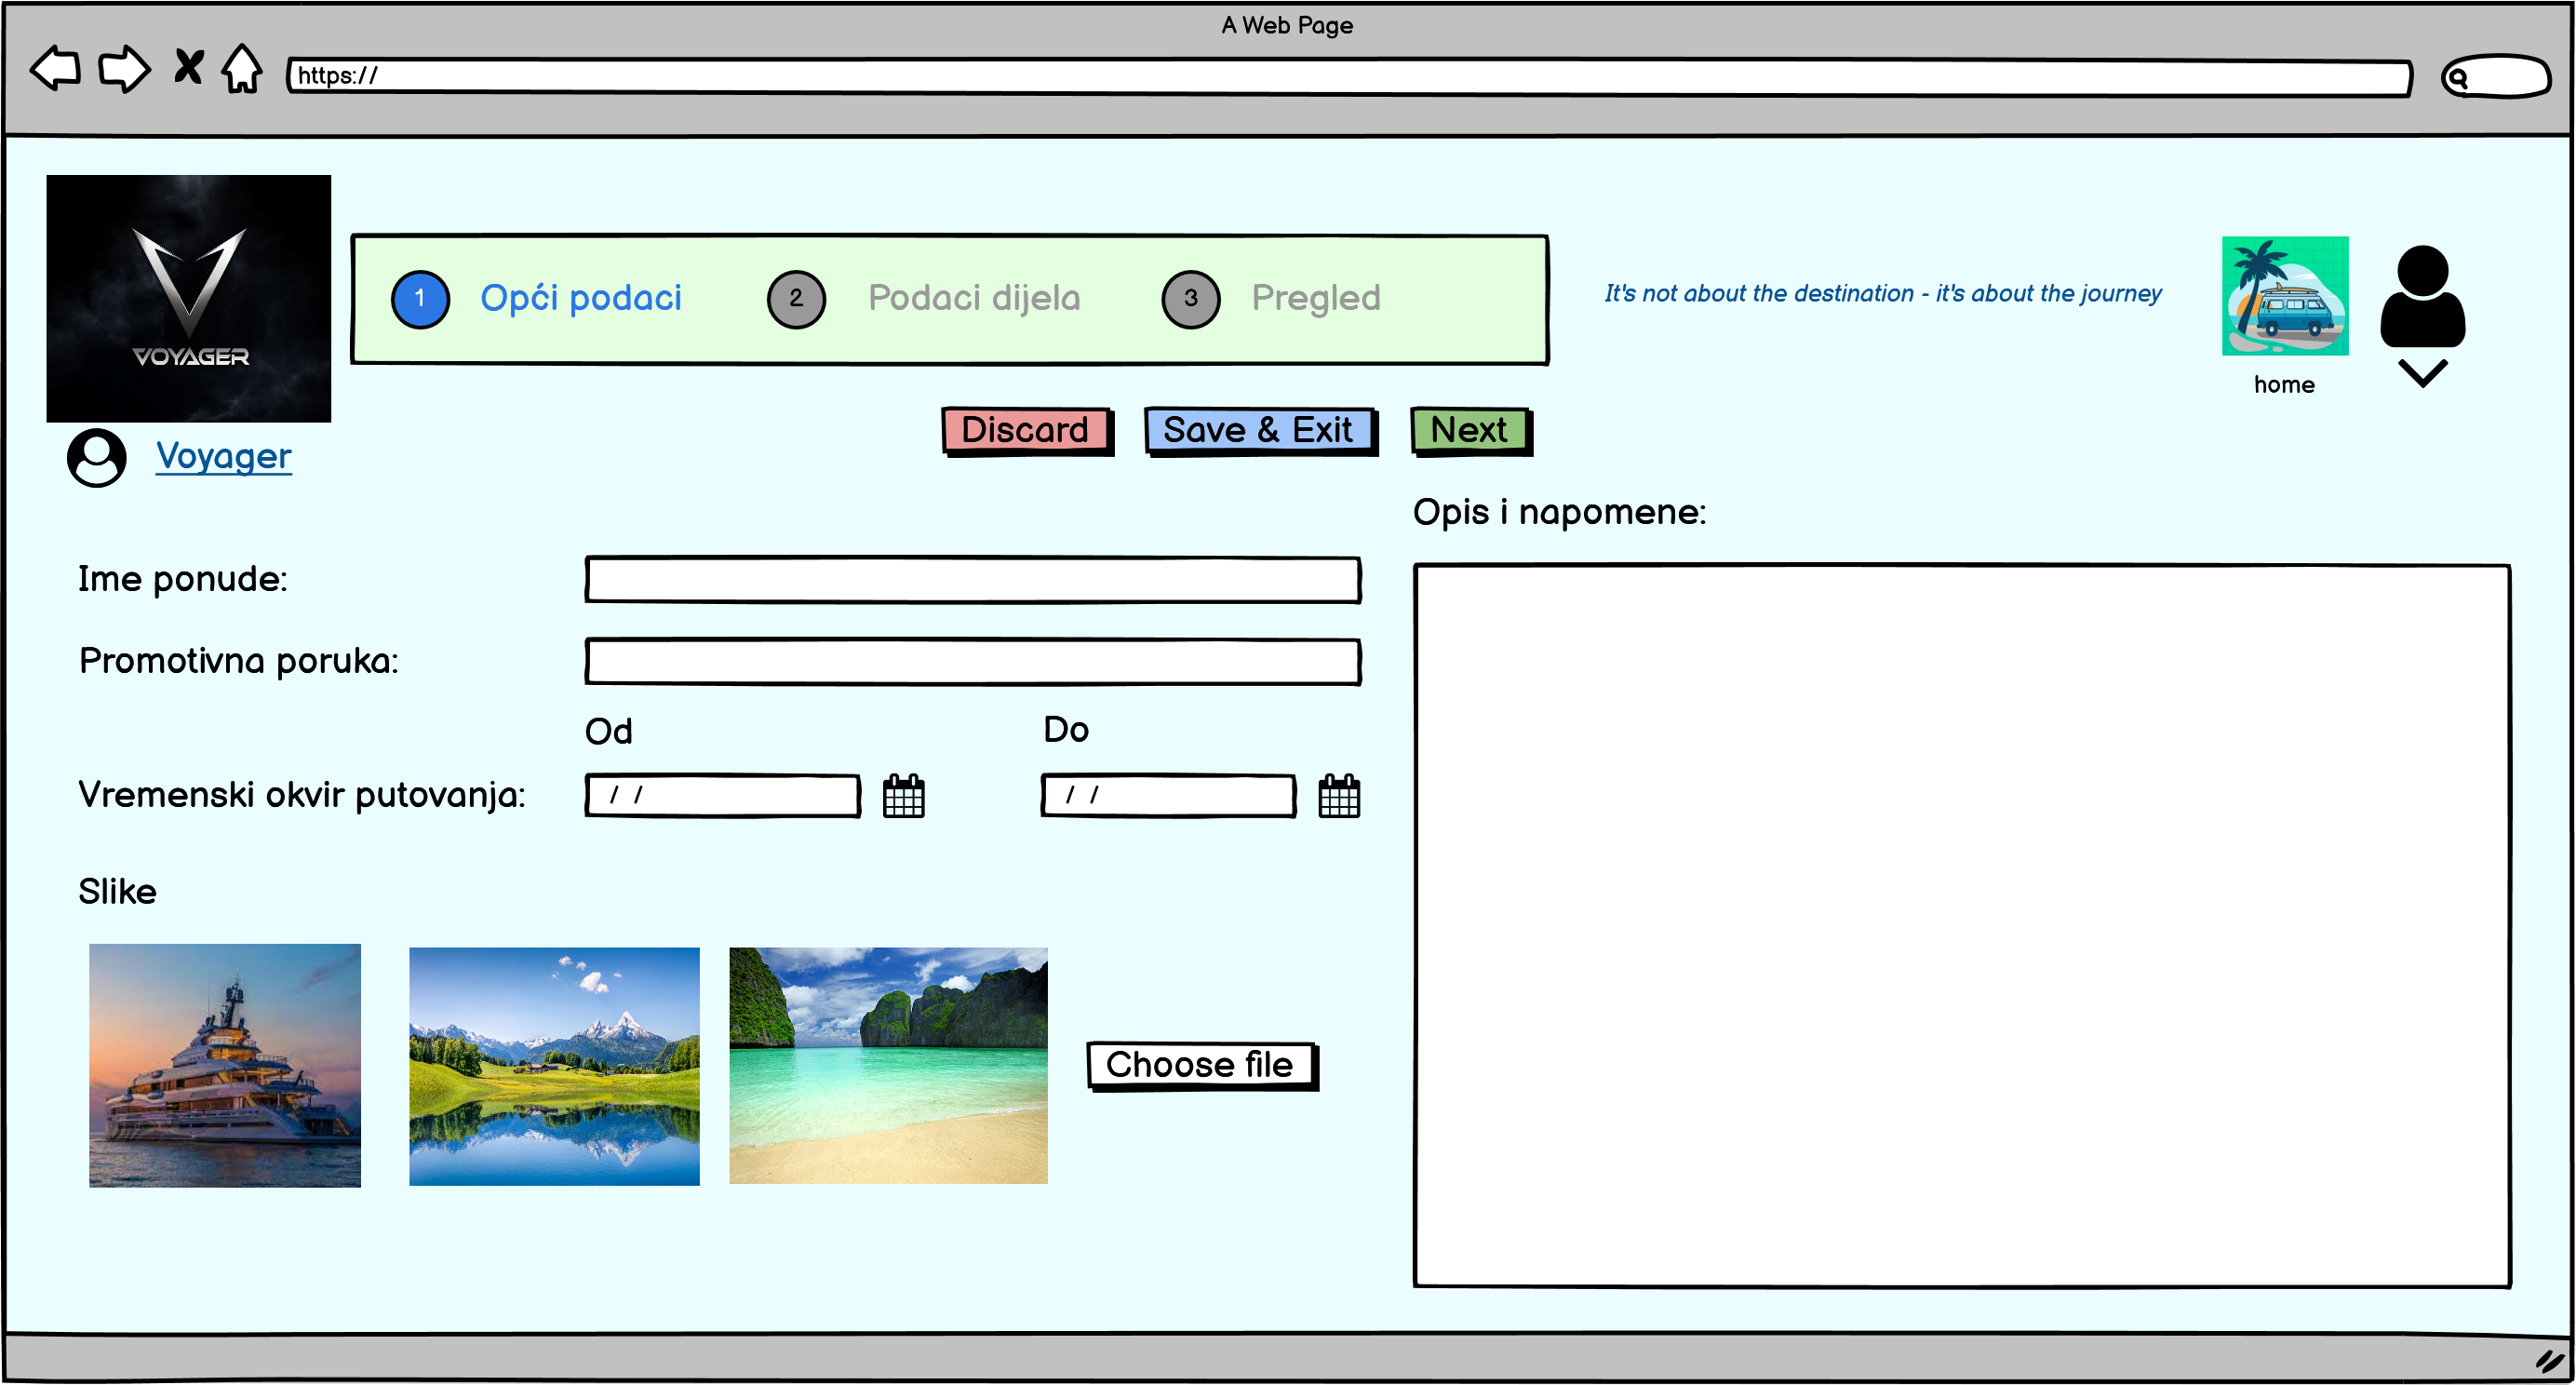 A Web Page
https://
VOYAGER
1 Opći podaci 2 Podaci dijela 3 Pregled
It's not about the destination - it's about the journey
home
Discard Save & Exit Next
Voyager
Opis i napomene:
Ime ponude:
Promotivna poruka:
Od Do
Vremenski okvir putovanja: / / / /
Slike
Choose file